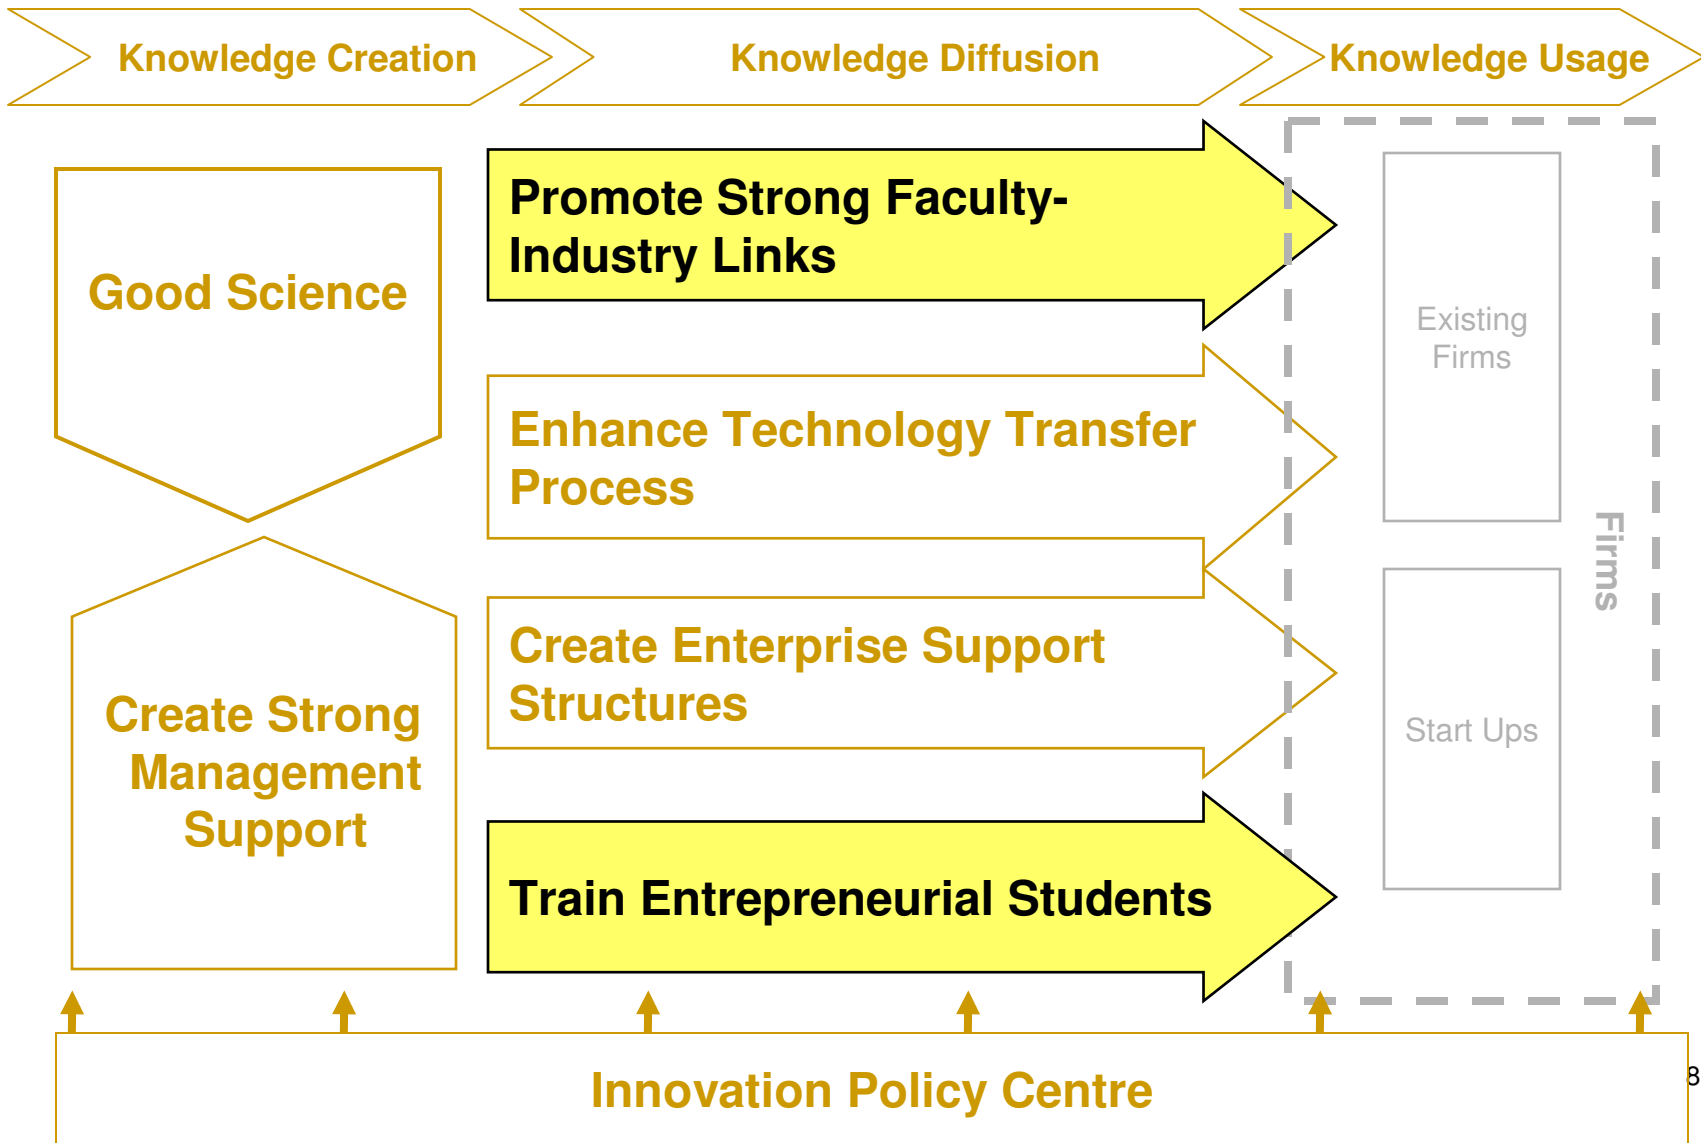 Knowledge Creation
Knowledge Diffusion
Knowledge Usage
Good Science
Create Strong
Management
Support
Promote Strong Faculty-
Industry Links
Enhance Technology Transfer
Process
Create Enterprise Support
Structures
Train Entrepreneurial Students
Existing
Firms
Start Ups
Firms
Innovation Policy Centre
8